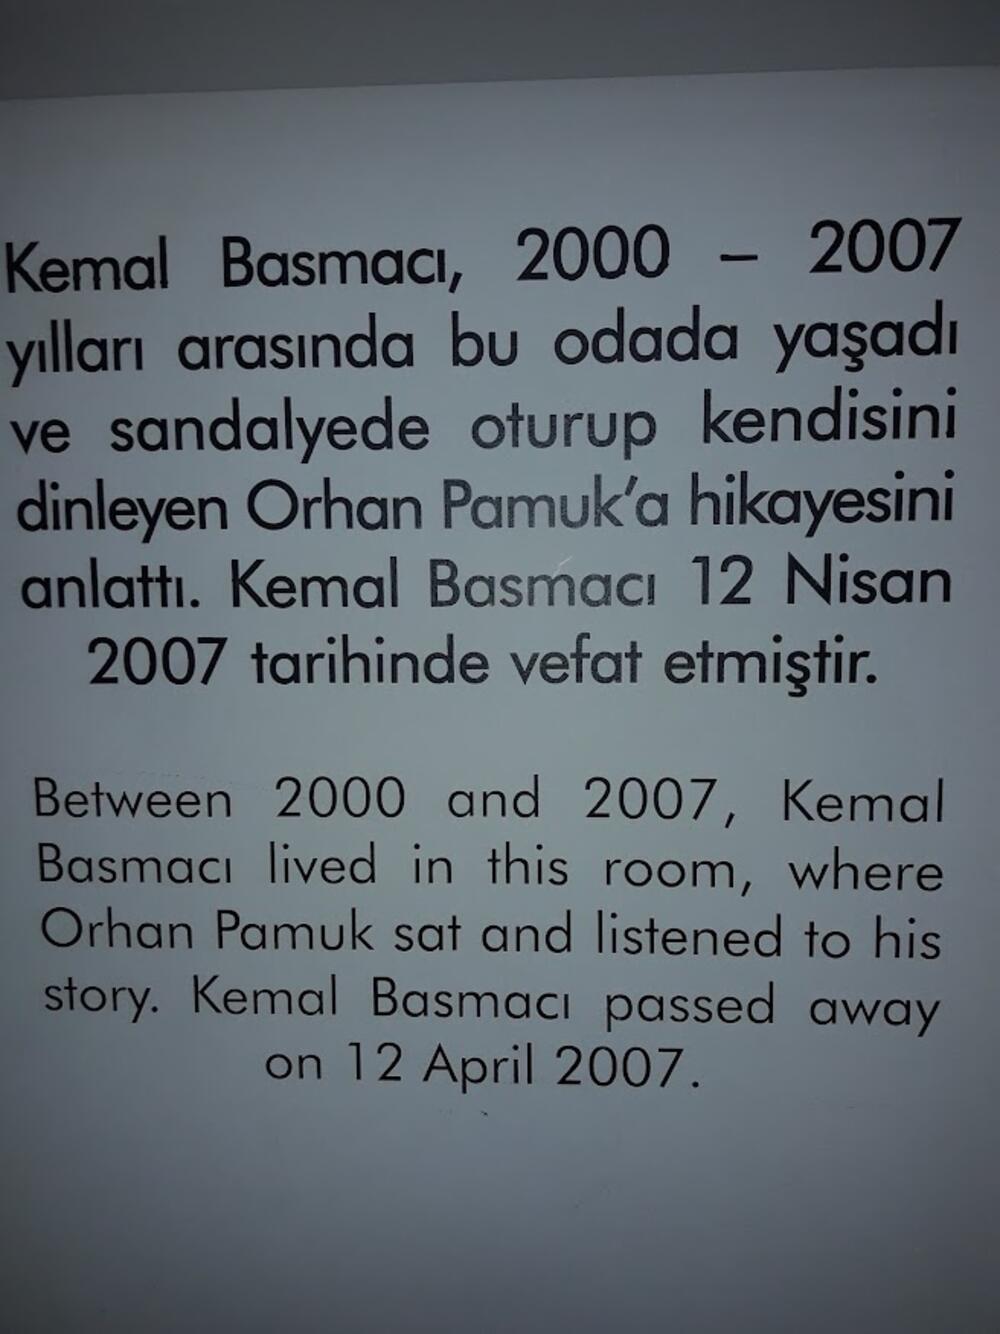 Kemal Basmacı, 2000 – 2007
yılları arasında bu odada yaşadı
ve sandalyede oturup kendisini
dinleyen Orhan Pamuk'a hikayesini
anlattı. Kemal Basmacı 12 Nisan
2007 tarihinde vefat etmiştir.
Between 2000 and 2007, Kemal
Basmacı lived in this room, where
Orhan Pamuk sat and listened to his
story. Kemal Basmacı passed away
on 12 April 2007.